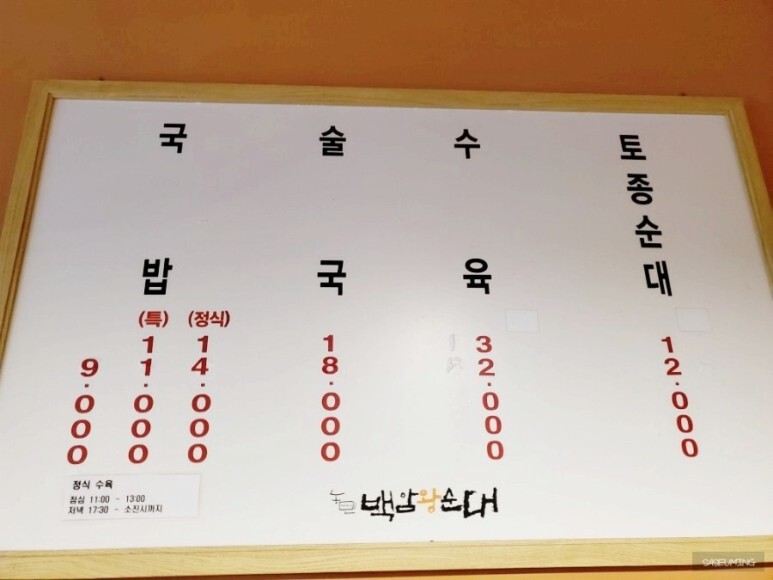 국밥
9.000
(특)
11.000
(정식)
14.000
술국
18.000
수육
32.000
토종순대
12.000
정식 수육
점심 11:00 - 13:00
저녁 17:30 - 소진시까지
백암왕순대